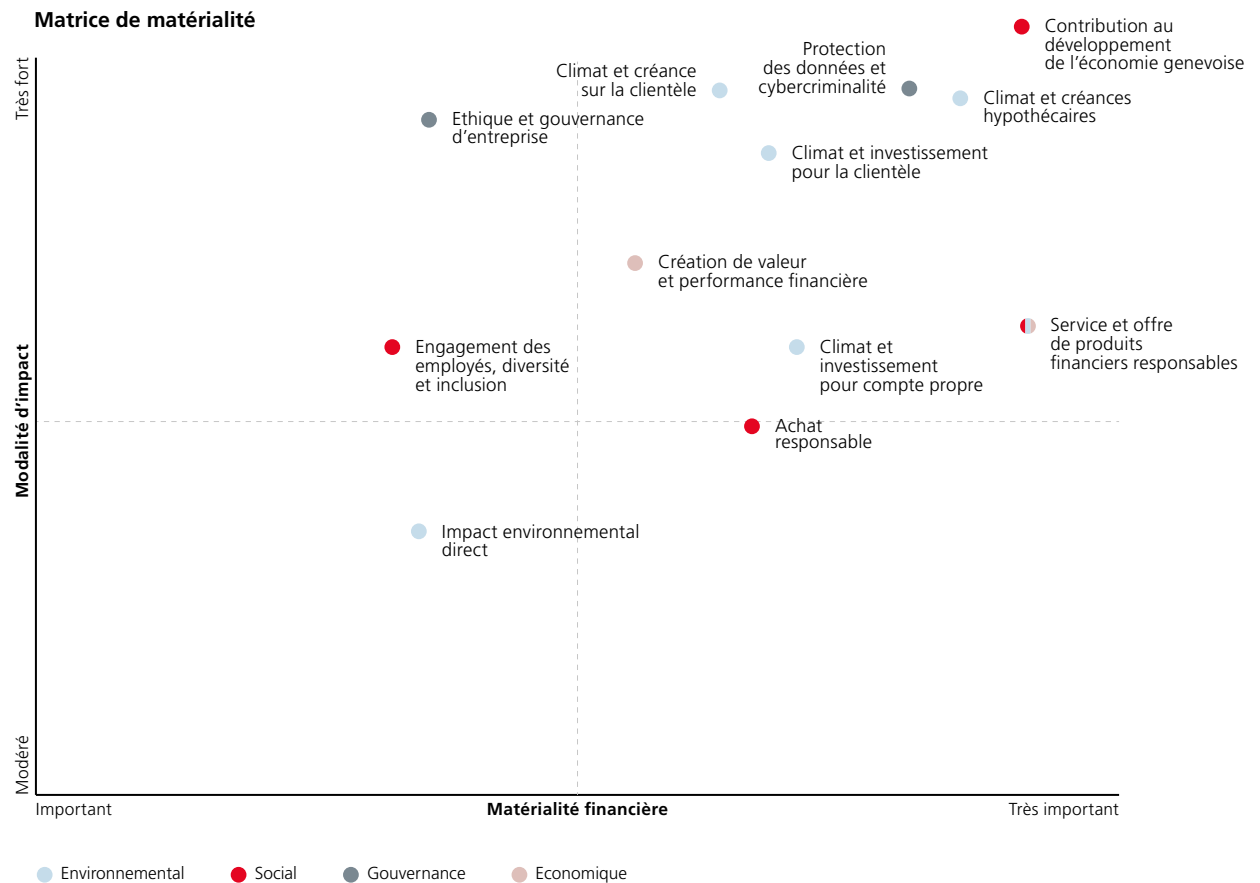 Matrice de matérialité
Très fort
Modalité d'impact
Modéré
Contribution au
développement
de l'économie genevoise
Protection
des données et
cybercriminalité
Climat et créance
sur la clientèle
Climat et créances
hypothécaires
Ethique et gouvernance
d'entreprise
Climat et investissement
pour la clientèle
Création de valeur
et performance financière
Service et offre
de produits
financiers responsables
Engagement des
employés, diversité
et inclusion
Climat et
investissement
pour compte propre
Achat
responsable
Impact environnemental
direct
Important
Matérialité financière
Très important
Environnemental
Social
Gouvernance
Economique